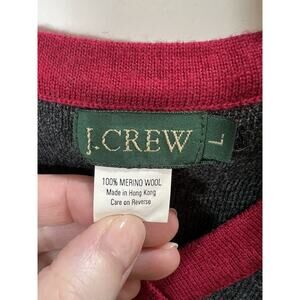 J.CREW
L
100% MERINO WOOL
Made in Hong Kong
Care on Reverse